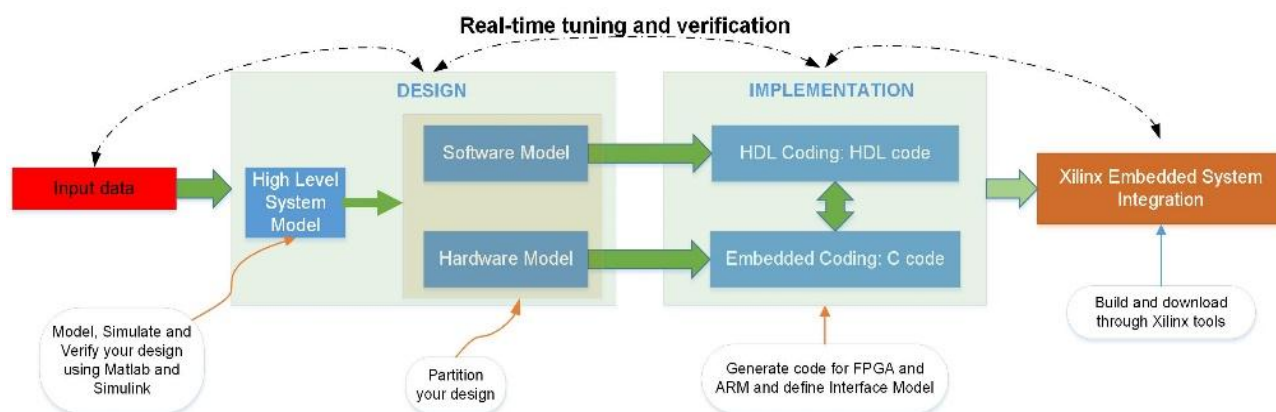 Real-time tuning and verification
DESIGN
IMPLEMENTATION
Input data
High Level
System
Model
Software Model
Hardware Model
HDL Coding: HDL code
Embedded Coding: C code
Xilinx Embedded System
Integration
Model, Simulate and
Verify your design
using Matlab and
Simulink
Partition
your design
Generate code for FPGA and
ARM and define Interface Model
Build and download
through Xilinx tools